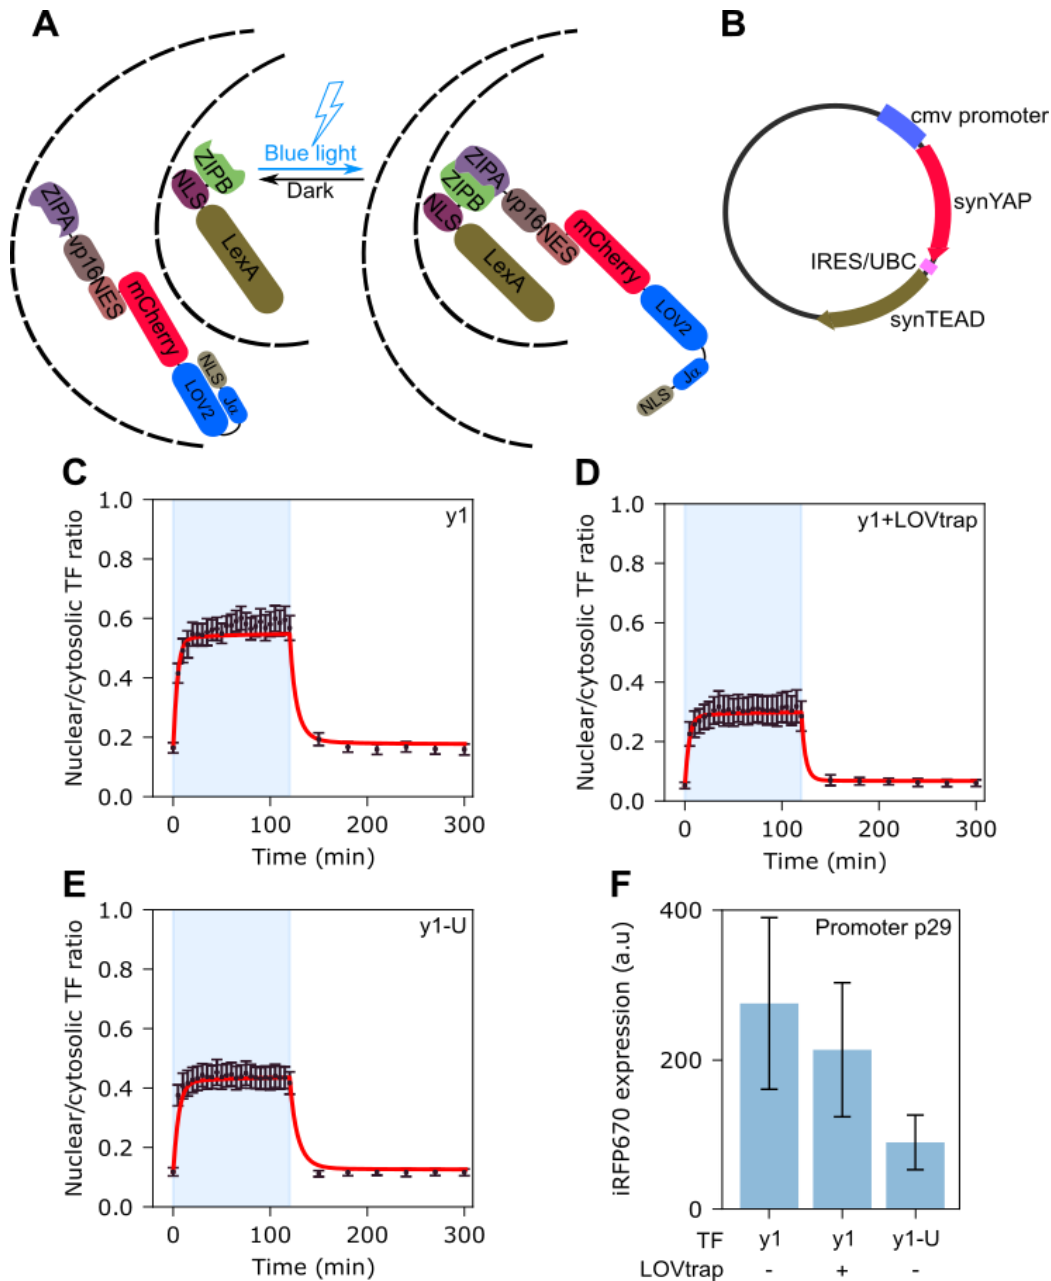 A
ZIPA
vp16
NES
mCherry
LOV2
NLS
Jα
ZIPB
NLS
LexA
Blue light
Dark
ZIPA
ZIPB
NLS
vp16
NES
LexA
mCherry
LOV2
Jα
NLS
B
cmv promoter
synYAP
IRES/UBC
synTEAD
C
y1
Nuclear/cytosolic TF ratio
1.0
0.8
0.6
0.4
0.2
0.0
0 100 200 300
Time (min)
D
y1+LOVtrap
Nuclear/cytosolic TF ratio
1.0
0.8
0.6
0.4
0.2
0.0
0 100 200 300
Time (min)
E
y1-U
Nuclear/cytosolic TF ratio
1.0
0.8
0.6
0.4
0.2
0.0
0 100 200 300
Time (min)
F
Promoter p29
iRFP670 expression (a.u)
400
200
0
TF y1 y1 y1-U
LOVtrap - + -